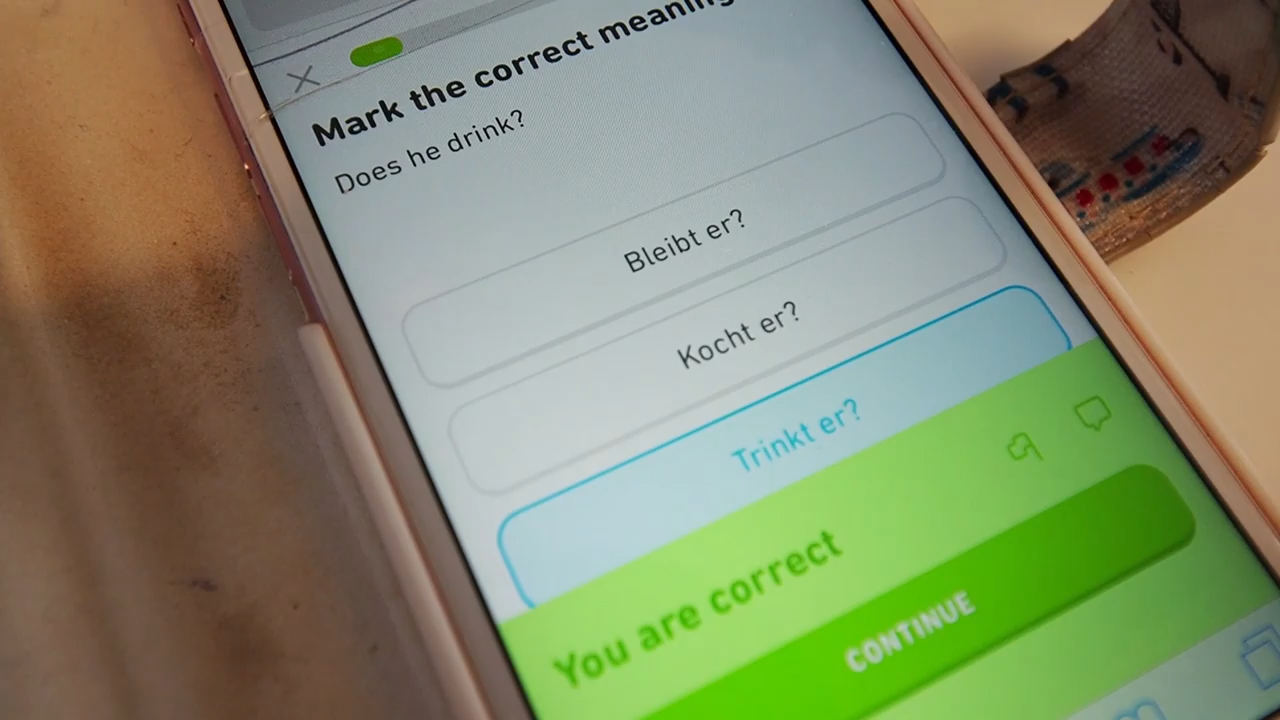 Mark the correct meaning
Does he drink?
Bleibt er?
Kocht er?
Trinkt er?
You are correct
CONTINUE